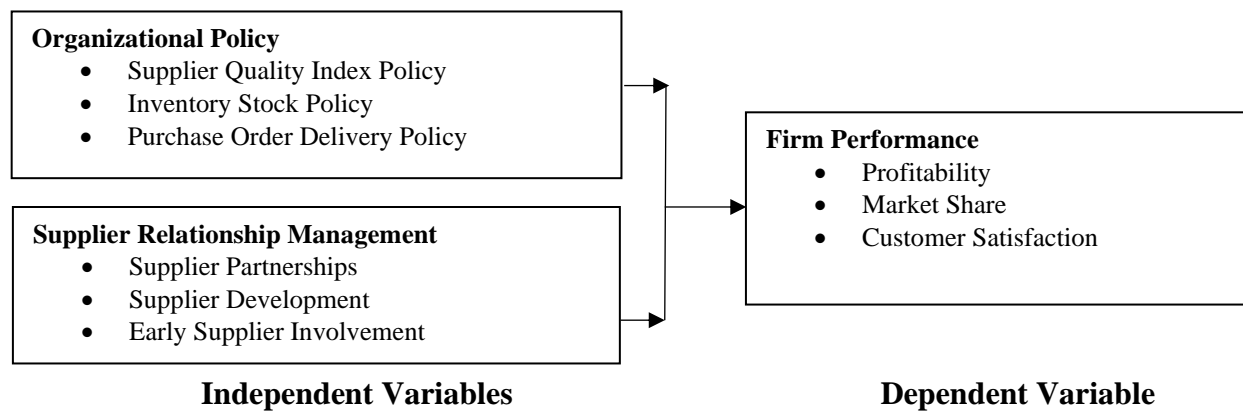 Organizational Policy
• Supplier Quality Index Policy
• Inventory Stock Policy
• Purchase Order Delivery Policy
Supplier Relationship Management
• Supplier Partnerships
• Supplier Development
• Early Supplier Involvement
Independent Variables
Firm Performance
• Profitability
• Market Share
• Customer Satisfaction
Dependent Variable